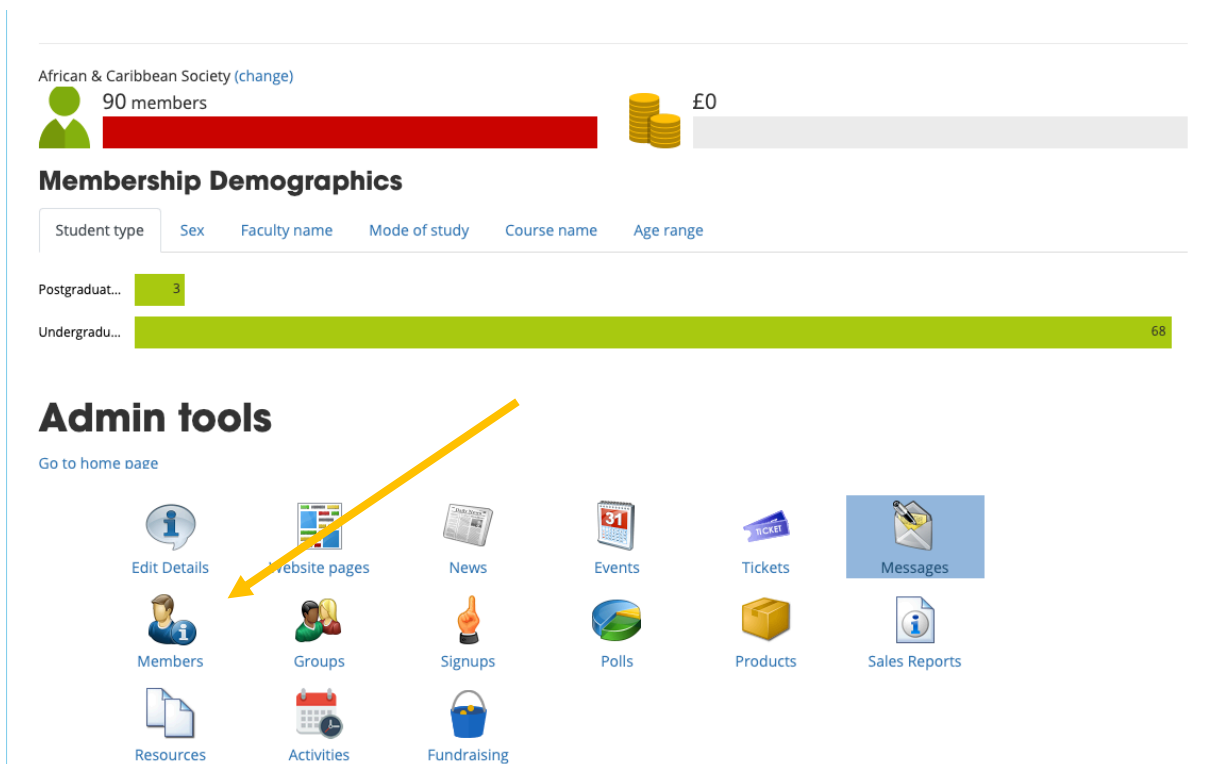 African & Caribbean Society (change)
90 members
£0
Membership Demographics
Student type Sex Faculty name Mode of study Course name Age range
Postgraduat... 3
Undergradu... 68
Admin tools
Go to home page
31
TICKET
Edit Details Website pages News Events Tickets Messages
Members Groups Signups Polls Products Sales Reports
Resources Activities Fundraising